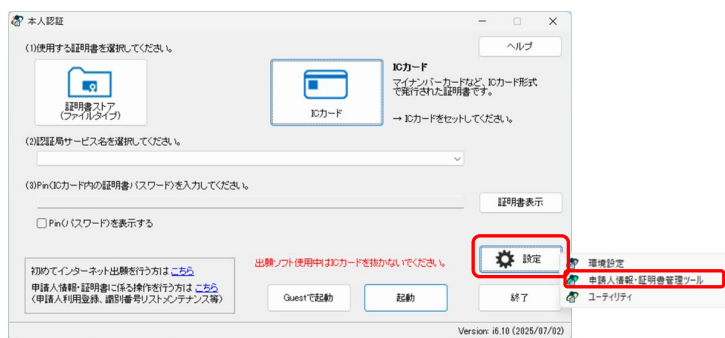 本人認証
(1)使用する証明書を選択してください。
ヘルプ
証明書ストア
(ファイルタイプ)
ICカード
ICカード
マイナンバーカードなど、ICカード形式
で発行された証明書です。
→ ICカードをセットしてください。
(2)認証局サービス名を選択してください。
(3)Pin(ICカード内の証明書パスワード)を入力してください。
証明書表示
Pin(パスワード)を表示する
初めてインターネット出願を行う方は こちら
申請人情報・証明書に係る操作を行う方は こちら
(申請人利用登録、識別番号リストメンテナンス等)
出願ソフト使用中はICカードを抜かないでください。
設定
Guestで起動
起動
終了
環境設定
申請人情報・証明書管理ツール
ユーティリティ
Version: i6.10 (2025/07/02)